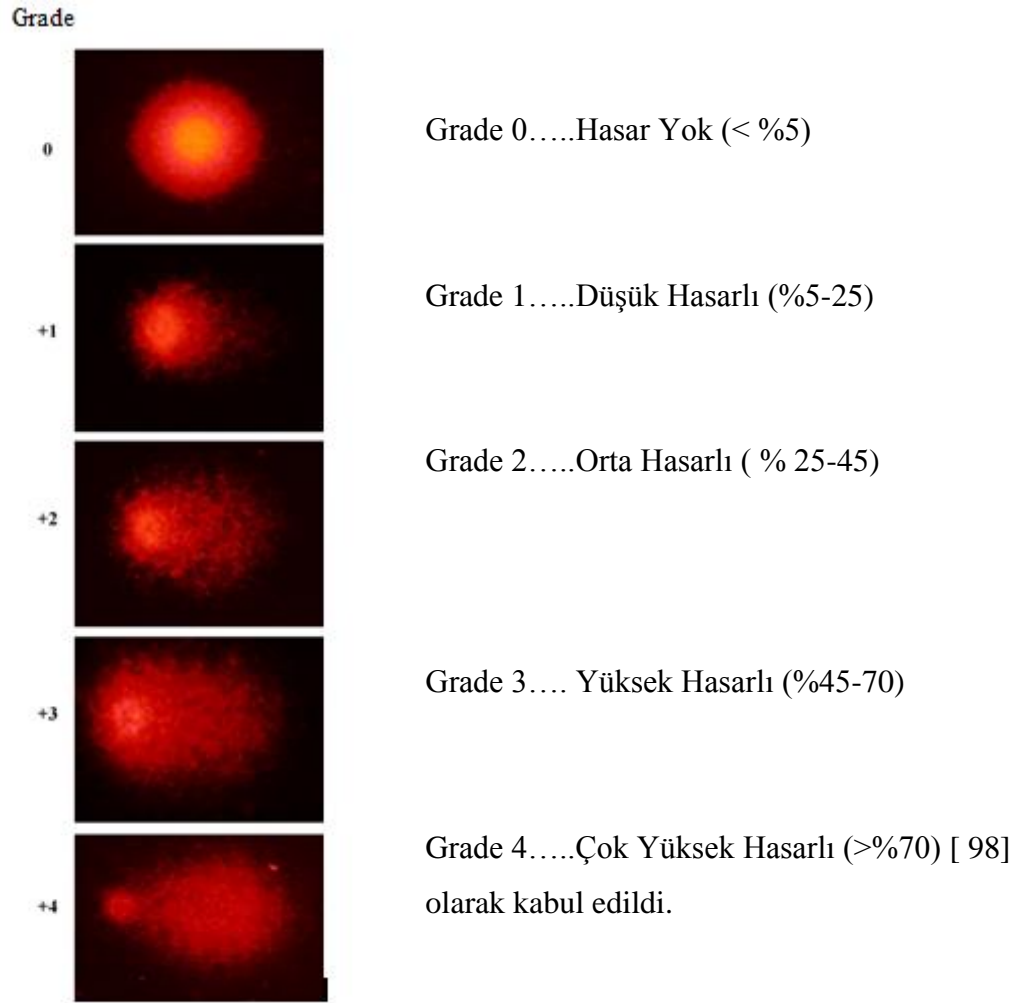 Grade
0
Grade 0…..Hasar Yok (< %5)
+1
Grade 1…..Düşük Hasarlı (%5-25)
+2
Grade 2…..Orta Hasarlı ( % 25-45)
+3
Grade 3…. Yüksek Hasarlı (%45-70)
+4
Grade 4…..Çok Yüksek Hasarlı (>%70) [ 98]
olarak kabul edildi.